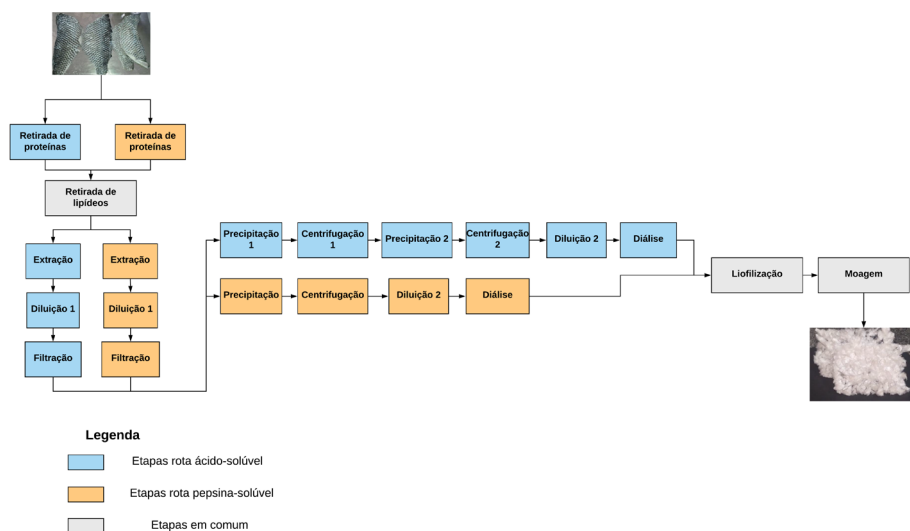 Retirada de
proteínas
Retirada de
proteínas
Retirada de
lipídeos
Extração
Extração
Diluição 1
Diluição 1
Filtração
Filtração
Precipitação
1
Centrifugação
1
Precipitação 2
Centrifugação
2
Diluição 2
Diálise
Precipitação
Centrifugação
Diluição 2
Diálise
Liofilização
Moagem
Legenda
Etapas rota ácido-solúvel
Etapas rota pepsina-solúvel
Etapas em comum